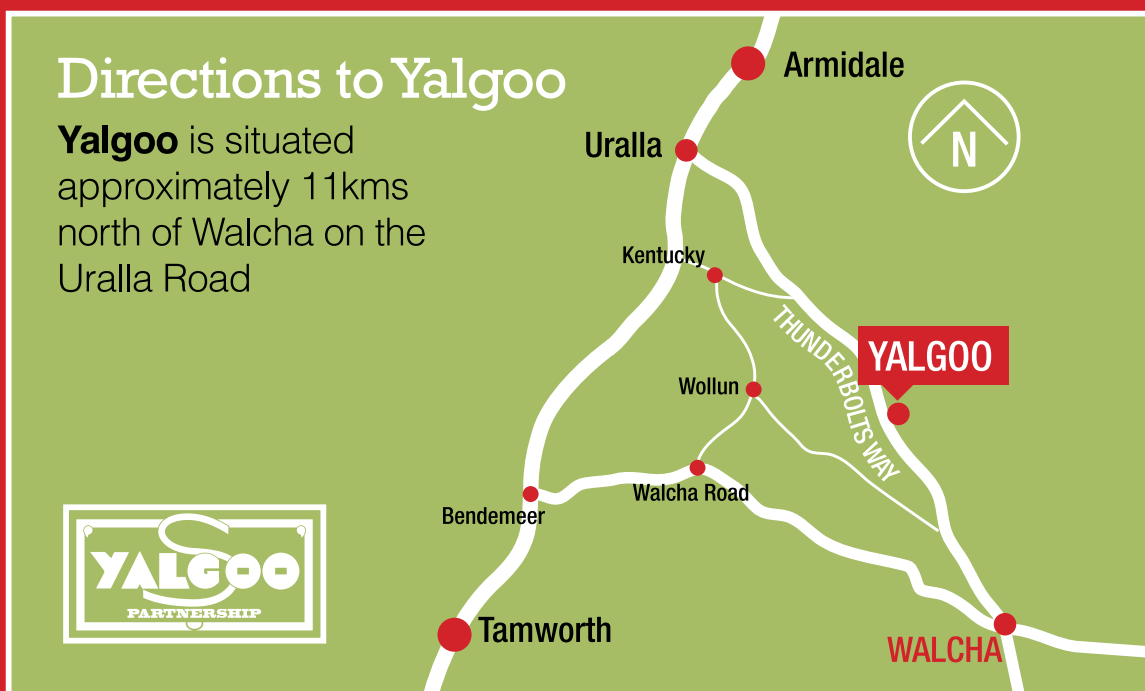 Directions to Yalgoo
Yalgoo is situated
approximately 11kms
north of Walcha on the
Uralla Road
Armidale
N
Uralla
Kentucky
THUNDERBOLTS WAY
YALGOO
Wollun
Walcha Road
Bendemeer
S
YALGOO
PARTNERSHIP
Tamworth
WALCHA